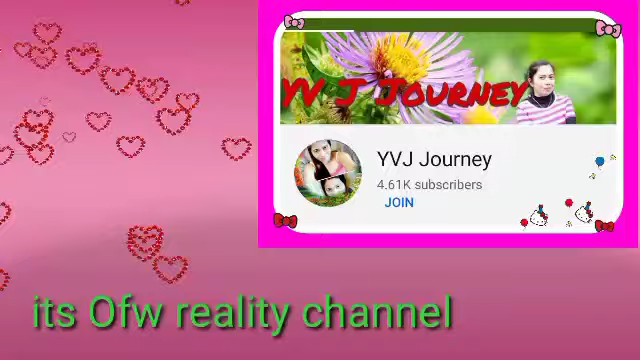 YV J JOURNEY
YVJ Journey
4.61K subscribers
JOIN
its Ofw reality channel